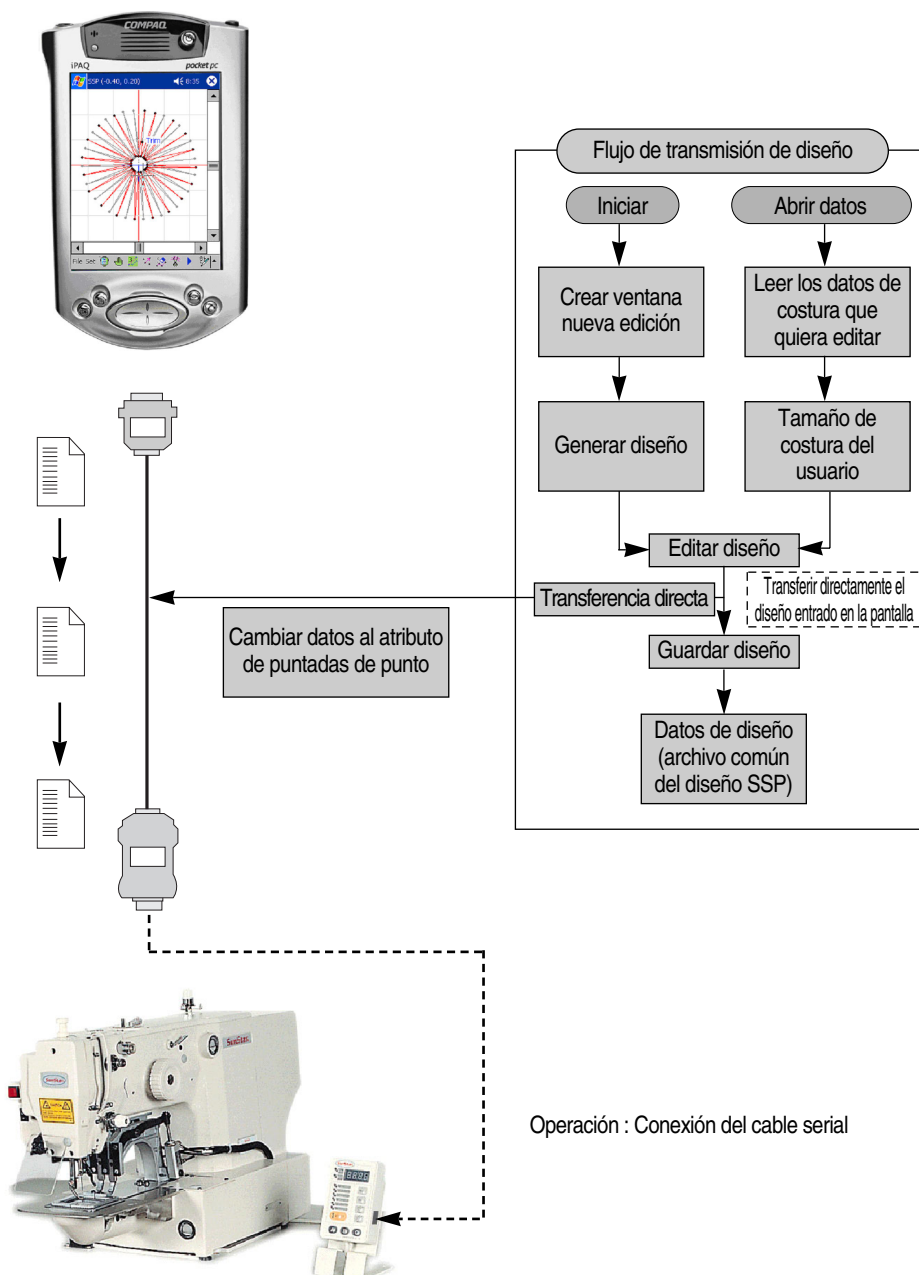 COMPAQ
iPAQ
pocket pc
SSP (-0.40, 0.20)
8:35
Trim
File Set
Flujo de transmisión de diseño
Iniciar
Abrir datos
Crear ventana
nueva edición
Leer los datos de
costura que
quiera editar
Generar diseño
Tamaño de
costura del
usuario
Editar diseño
Transferencia directa
Transferir directamente el
diseño entrado en la pantalla
Cambiar datos al atributo
de puntadas de punto
Guardar diseño
Datos de diseño
(archivo común
del diseño SSP)
SunStar
Operación : Conexión del cable serial